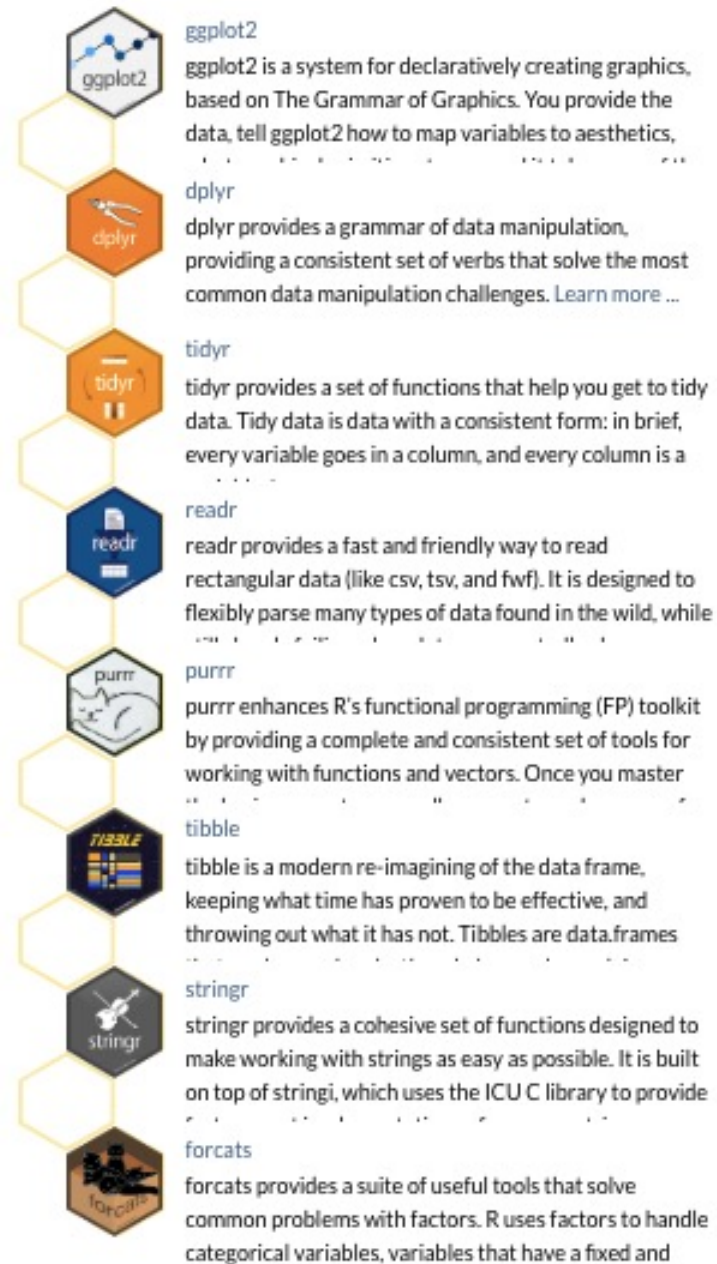 ggplot2
ggplot2
ggplot2 is a system for declaratively creating graphics,
based on The Grammar of Graphics. You provide the
data, tell ggplot2 how to map variables to aesthetics,
dplyr
dplyr
dplyr provides a grammar of data manipulation,
providing a consistent set of verbs that solve the most
common data manipulation challenges. Learn more ...
tidyr
tidyr
tidyr provides a set of functions that help you get to tidy
data. Tidy data is data with a consistent form: in brief,
every variable goes in a column, and every column is a
readr
readr
readr provides a fast and friendly way to read
rectangular data (like csv, tsv, and fwf). It is designed to
flexibly parse many types of data found in the wild, while
purrr
purrr
purrr enhances R's functional programming (FP) toolkit
by providing a complete and consistent set of tools for
working with functions and vectors. Once you master
TIBBLE
tibble
tibble is a modern re-imagining of the data frame,
keeping what time has proven to be effective, and
throwing out what it has not. Tibbles are data.frames
stringr
stringr
stringr provides a cohesive set of functions designed to
make working with strings as easy as possible. It is built
on top of stringi, which uses the ICU C library to provide
forcats
forcats
forcats provides a suite of useful tools that solve
common problems with factors. R uses factors to handle
categorical variables, variables that have a fixed and